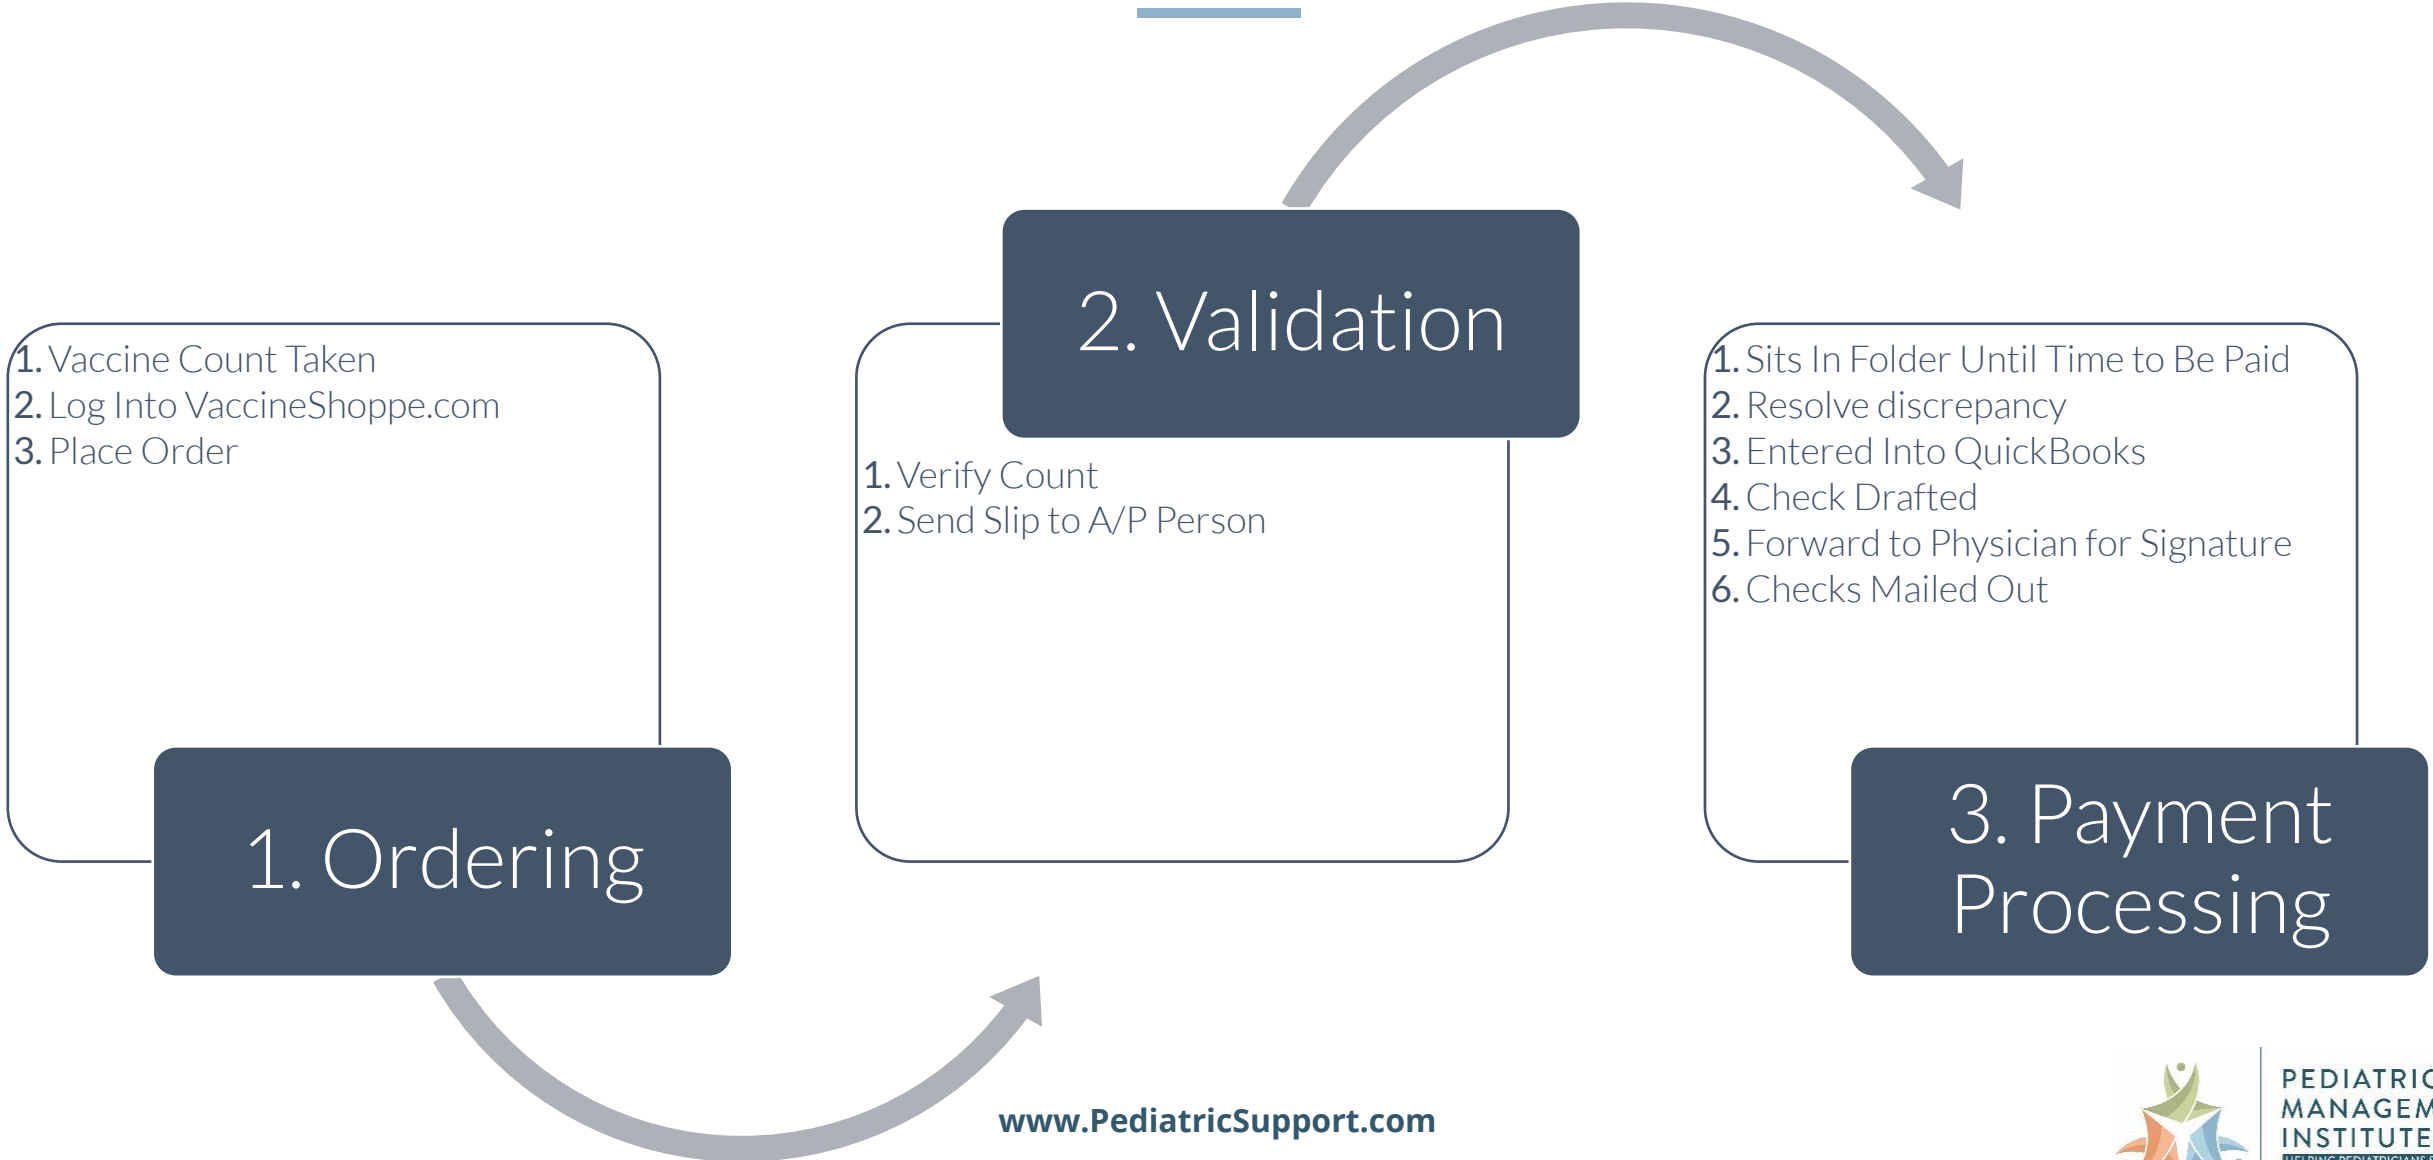 1. Vaccine Count Taken
2. Log Into VaccineShoppe.com
3. Place Order
1. Ordering
2. Validation
1. Verify Count
2. Send Slip to A/P Person
1. Sits In Folder Until Time to Be Paid
2. Resolve discrepancy
3. Entered Into QuickBooks
4. Check Drafted
5. Forward to Physician for Signature
6. Checks Mailed Out
3. Payment
Processing
www.PediatricSupport.com
PEDIATRIC
MANAGEM
INSTITUTE